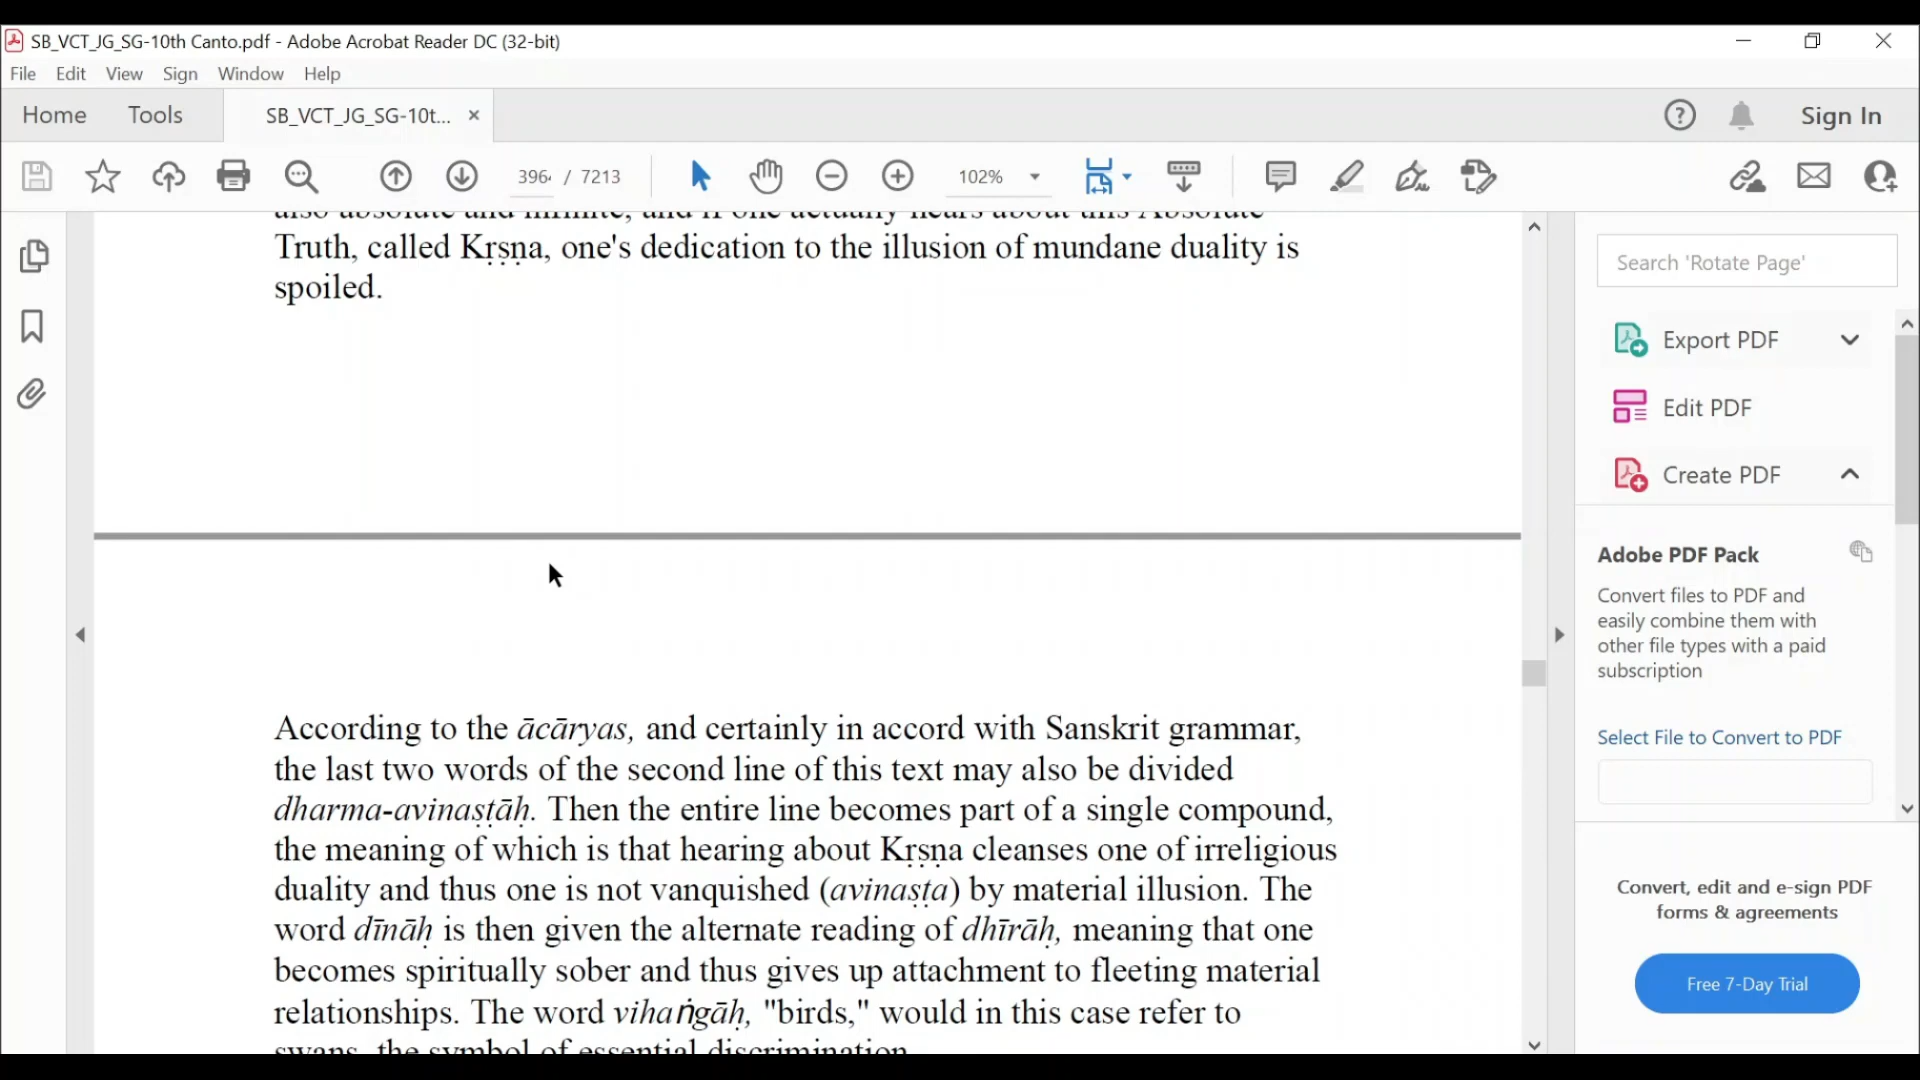 SB_VCT_JG_SG-10th Canto.pdf - Adobe Acrobat Reader DC (32-bit)
File Edit View Sign Window Help
Home Tools SB_VCT_JG_SG-10t... × Sign In
396 / 7213 102%
also absolute and infinite, and if one actually hears about this Absolute
Truth, called Kṛṣṇa, one's dedication to the illusion of mundane duality is
spoiled.
According to the ācāryas, and certainly in accord with Sanskrit grammar,
the last two words of the second line of this text may also be divided
dharma-avinaṣṭāḥ. Then the entire line becomes part of a single compound,
the meaning of which is that hearing about Kṛṣṇa cleanses one of irreligious
duality and thus one is not vanquished (avinaṣṭa) by material illusion. The
word dīnāḥ is then given the alternate reading of dhīrāḥ, meaning that one
becomes spiritually sober and thus gives up attachment to fleeting material
relationships. The word vihaṅgāḥ, "birds," would in this case refer to
swans, the symbol of essential discrimination.
Search 'Rotate Page'
Export PDF
Edit PDF
Create PDF
Adobe PDF Pack
Convert files to PDF and
easily combine them with
other file types with a paid
subscription
Select File to Convert to PDF
Convert, edit and e-sign PDF
forms & agreements
Free 7-Day Trial